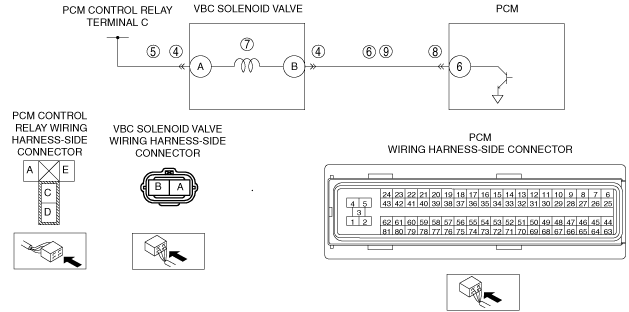 PCM CONTROL RELAY
TERMINAL C
VBC SOLENOID VALVE
PCM
5 4 A 7 B 4 6 9 8 6
PCM CONTROL
RELAY WIRING
HARNESS-SIDE
CONNECTOR
A E
C
D
VBC SOLENOID VALVE
WIRING HARNESS-SIDE
CONNECTOR
B A
PCM
WIRING HARNESS-SIDE CONNECTOR
24 23 22 21 20 19 18 17 16 15 14 13 12 11 10 9 8 7 6
4 5 43 42 41 40 39 38 37 36 35 34 33 32 31 30 29 28 27 26 25
3
1 2 62 61 60 59 58 57 56 55 54 53 52 51 50 49 48 47 46 45 44
81 80 79 78 77 76 75 74 73 72 71 70 69 68 67 66 65 64 63